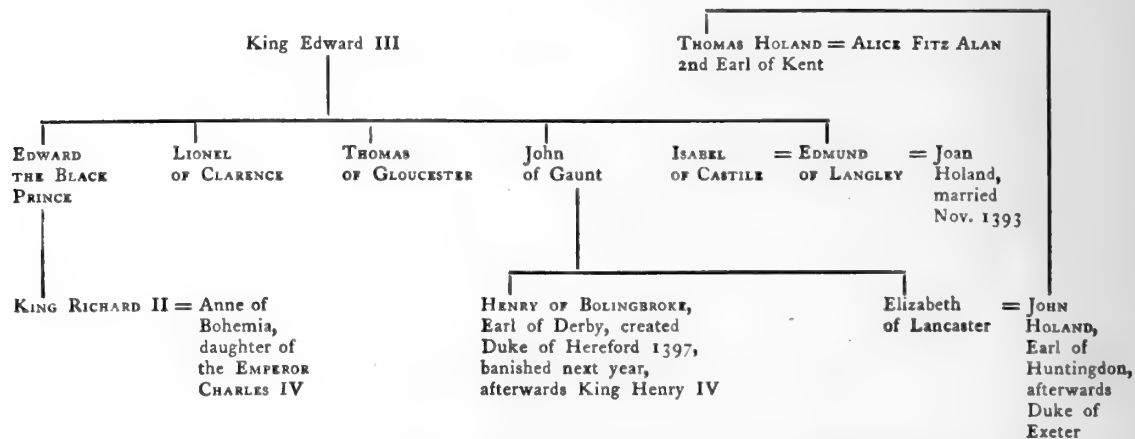 King Edward III
THOMAS HOLAND = ALICE FITZ ALAN
2nd Earl of Kent
EDWARD
THE BLACK
PRINCE
LIONEL
OF CLARENCE
THOMAS
OF GLOUCESTER
John
of Gaunt
ISABEL
OF CASTILE
=
EDMUND
OF LANGLEY
=
Joan
Holand,
married
Nov. 1393
KING RICHARD II =
Anne of
Bohemia,
daughter of
the EMPEROR
CHARLES IV
HENRY OF BOLINGBROKE,
Earl of Derby, created
Duke of Hereford 1397,
banished next year,
afterwards King Henry IV
Elizabeth
of Lancaster
=
JOHN
HOLAND,
Earl of
Huntingdon,
afterwards
Duke of
Exeter